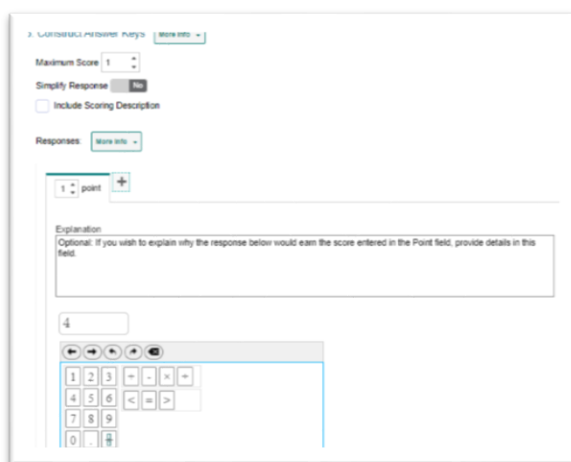 3. Construct Answer Keys More Info
Maximum Score 1
Simplify Response No
Include Scoring Description
Responses: More Info
1 point +
Explanation
Optional: If you wish to explain why the response below would earn the score entered in the Point field, provide details in this
field.
4
1 2 3 + - × ÷
4 5 6 < = >
7 8 9
0 .